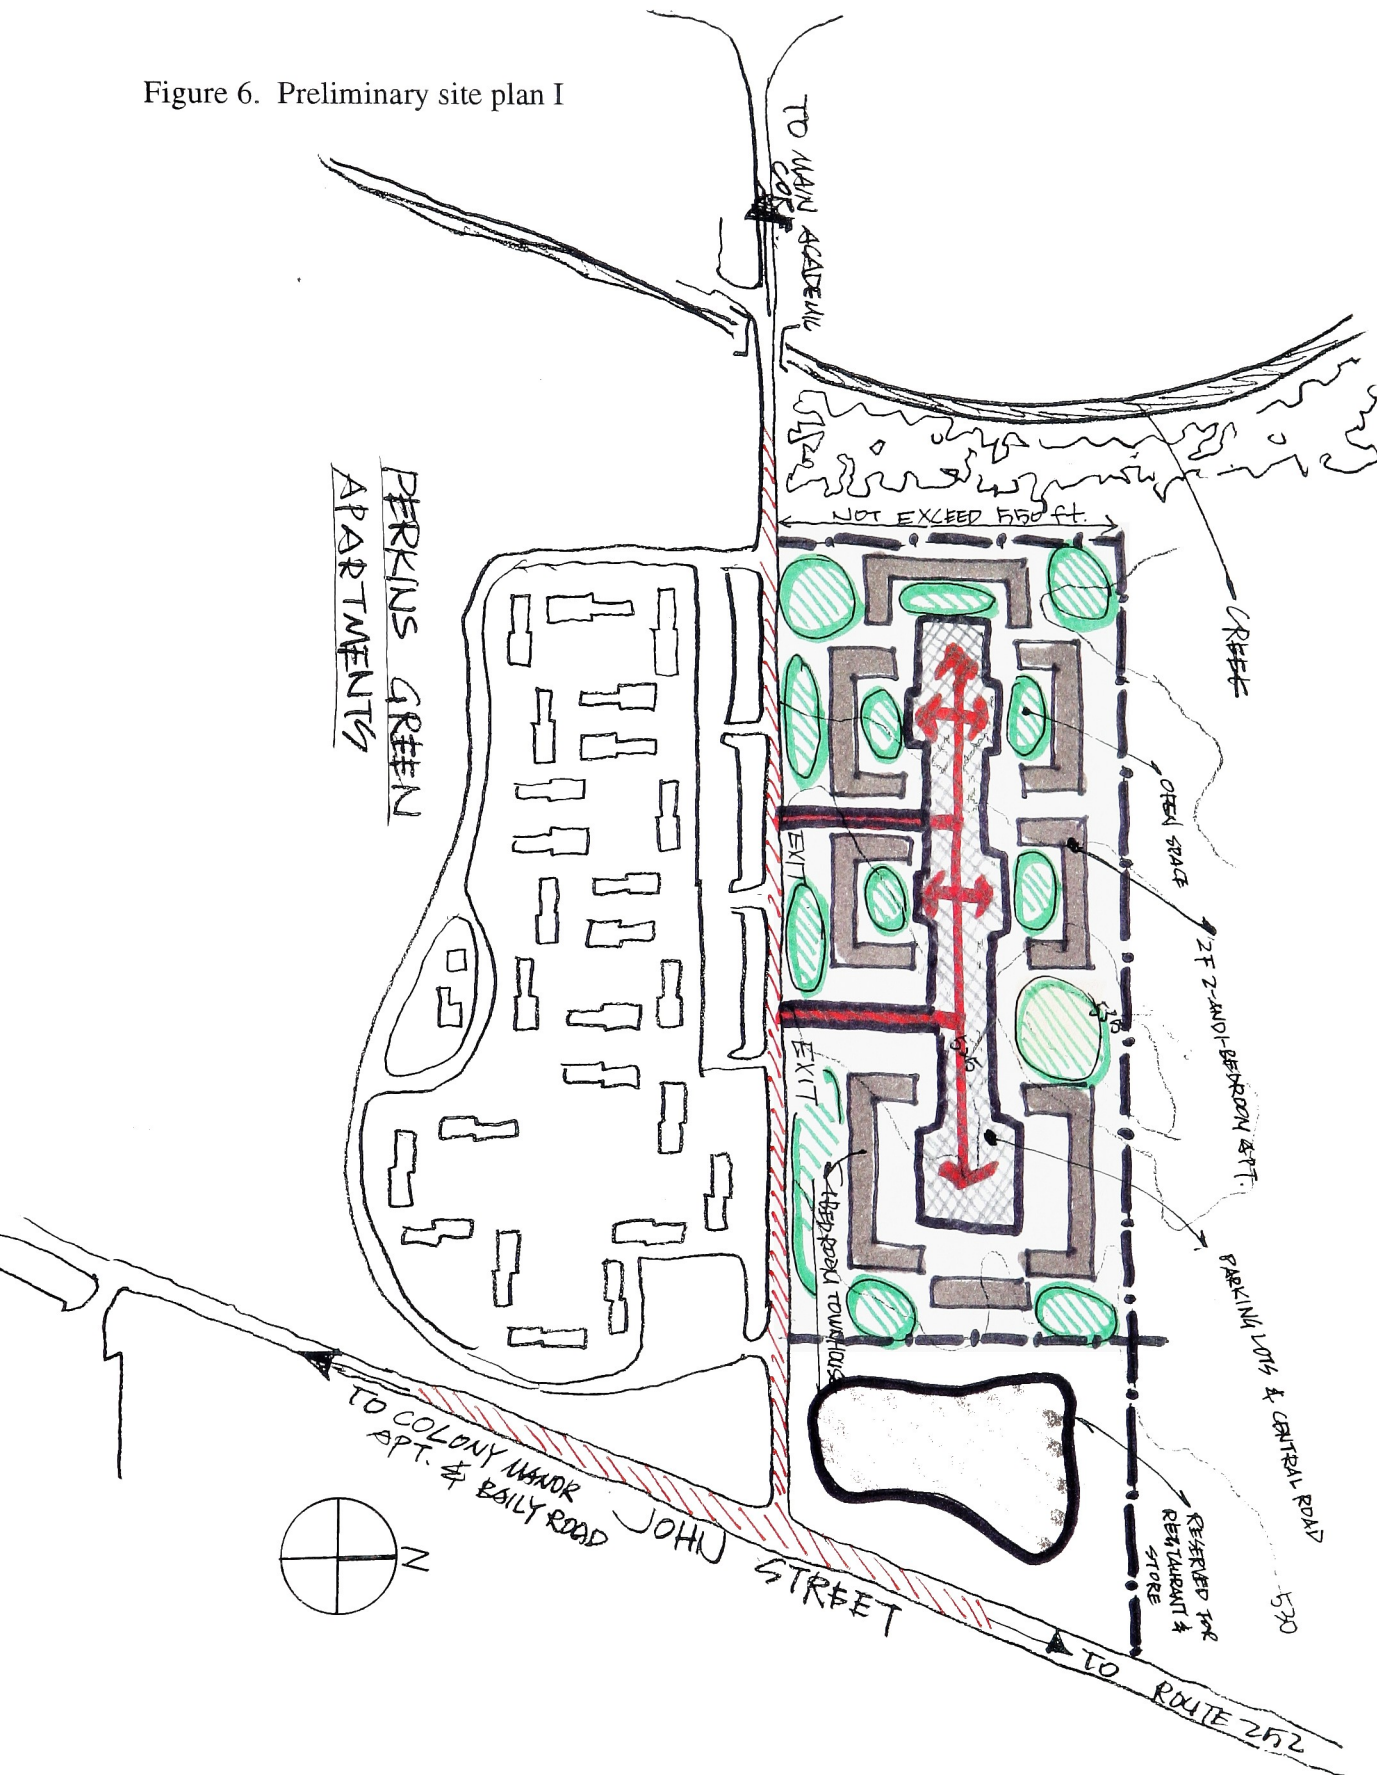 Figure 6. Preliminary site plan I
TO MAIN ACADEMIC
COR.
NOT EXCEED 550 ft.
CREEK
PERKINS GREEN
APARTMENTS
OPEN SPACE
2F 2-AND1-BEDROOM APT.
EXIT
EXIT
PARKING LOTS & CENTRAL ROAD
BEDROOM TOWNHOUSE
RESERVED FOR
RESTAURANT &
STORE
530
TO COLONY MANOR
APT. & BAILY ROAD
JOHN STREET
TO ROUTE 252
N